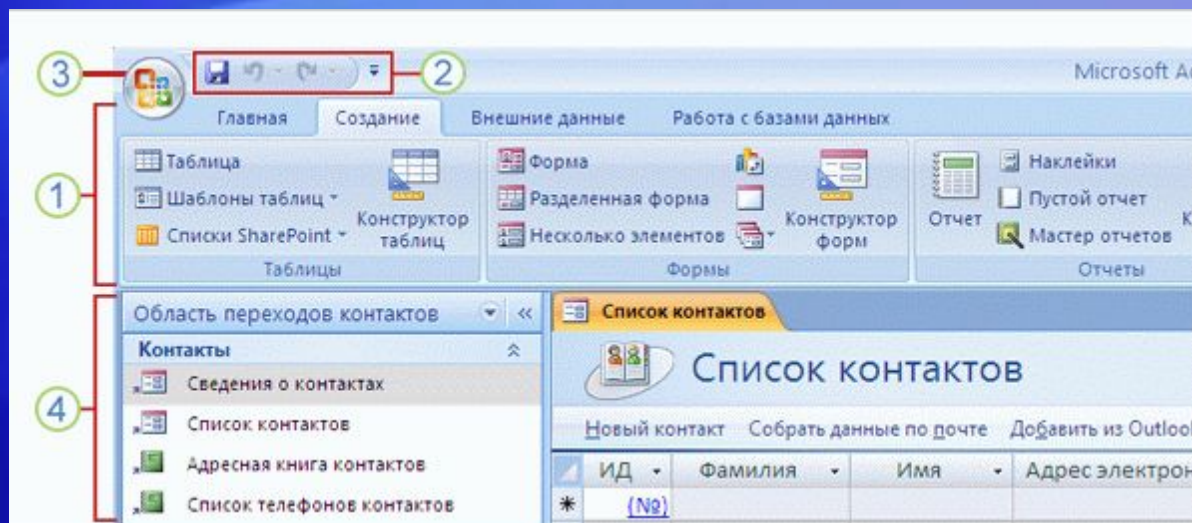 3
2
Microsoft A
Главная Создание Внешние данные Работа с базами данных
1
Таблица
Шаблоны таблиц
Списки SharePoint
Конструктор таблиц
Таблицы
Форма
Разделенная форма
Несколько элементов
Конструктор форм
Формы
Отчет
Наклейки
Пустой отчет
Мастер отчетов
К
Отчеты
4
Область переходов контактов
Контакты
Сведения о контактах
Список контактов
Адресная книга контактов
Список телефонов контактов
Список контактов
Список контактов
Новый контакт Собрать данные по почте Добавить из Outloo
ИД Фамилия Имя Адрес электрон
* (№)